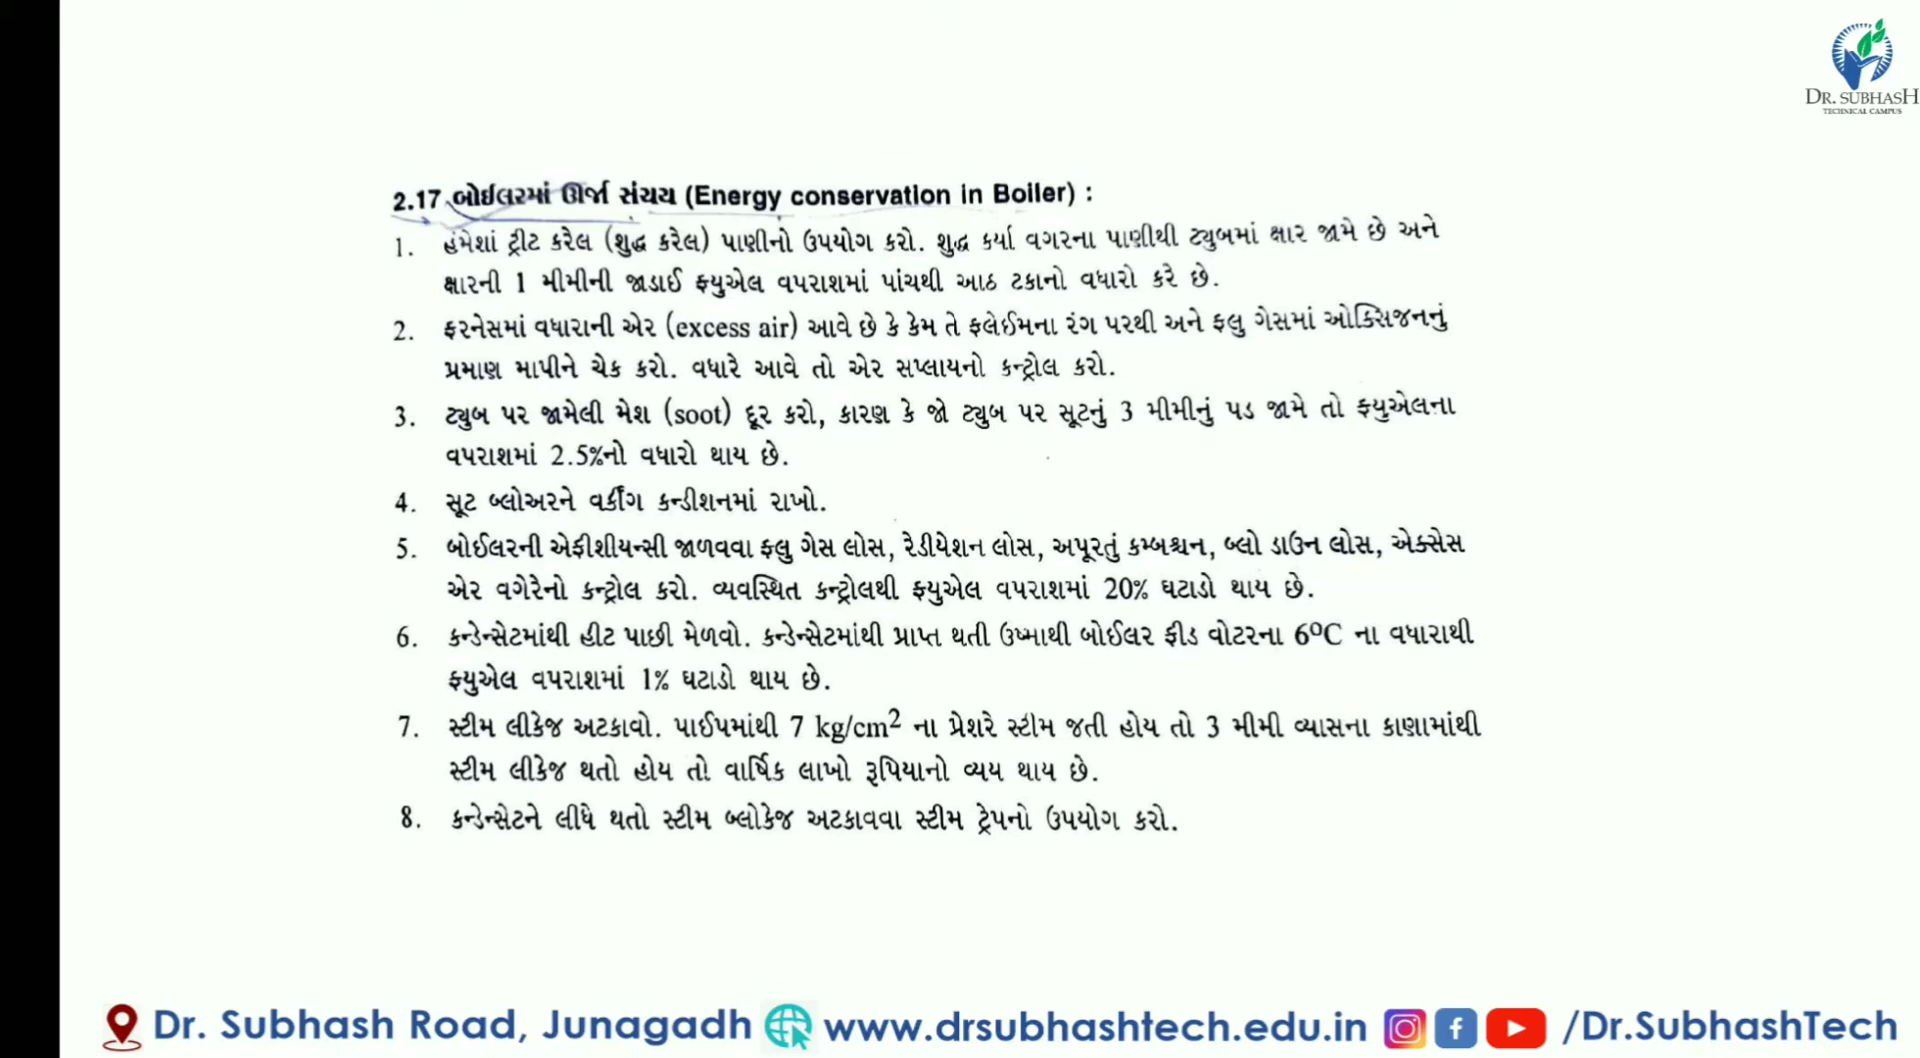 DR. SUBHASH
TECHNICAL CAMPUS
2.17 બોઈલરમાં ઊર્જા સંચય (Energy conservation in Boiler) :
1. હંમેશાં ટ્રીટ કરેલ (શુદ્ધ કરેલ) પાણીનો ઉપયોગ કરો. શુદ્ધ કર્યા વગરના પાણીથી ટ્યુબમાં ક્ષાર જામે છે અને
ક્ષારની 1 મીમીની જાડાઈ ફ્યુએલ વપરાશમાં પાંચથી આઠ ટકાનો વધારો કરે છે.
2. ફરનેસમાં વધારાની એર (excess air) આવે છે કે કેમ તે ફ્લેઈમના રંગ પરથી અને ફ્લુ ગેસમાં ઓક્સિજનનું
પ્રમાણ માપીને ચેક કરો. વધારે આવે તો એર સપ્લાયનો કન્ટ્રોલ કરો.
3. ટ્યુબ પર જામેલી મેશ (soot) દૂર કરો, કારણ કે જો ટ્યુબ પર સૂટનું 3 મીમીનું પડ જામે તો ફ્યુએલના
વપરાશમાં 2.5%નો વધારો થાય છે.
4. સૂટ બ્લોઅરને વર્કીંગ કન્ડીશનમાં રાખો.
5. બોઈલરની એફીશીયન્સી જાળવવા ફ્લુ ગેસ લોસ, રેડીયેશન લોસ, અપૂરતું કમ્બશ્ચન, બ્લો ડાઉન લોસ, એક્સેસ
એર વગેરેનો કન્ટ્રોલ કરો. વ્યવસ્થિત કન્ટ્રોલથી ફ્યુએલ વપરાશમાં 20% ઘટાડો થાય છે.
6. કન્ડેન્સેટમાંથી હીટ પાછી મેળવો. કન્ડેન્સેટમાંથી પ્રાપ્ત થતી ઉષ્માથી બોઈલર ફીડ વોટરના 6⁰C ના વધારાથી
ફ્યુએલ વપરાશમાં 1% ઘટાડો થાય છે.
7. સ્ટીમ લીકેજ અટકાવો. પાઈપમાંથી 7 kg/cm² ના પ્રેશરે સ્ટીમ જતી હોય તો 3 મીમી વ્યાસના કાણામાંથી
સ્ટીમ લીકેજ થતો હોય તો વાર્ષિક લાખો રૂપિયાનો વ્યય થાય છે.
8. કન્ડેન્સેટને લીધે થતો સ્ટીમ બ્લોકેજ અટકાવવા સ્ટીમ ટ્રેપનો ઉપયોગ કરો.
Dr. Subhash Road, Junagadh www.drsubhashtech.edu.in /Dr.SubhashTech